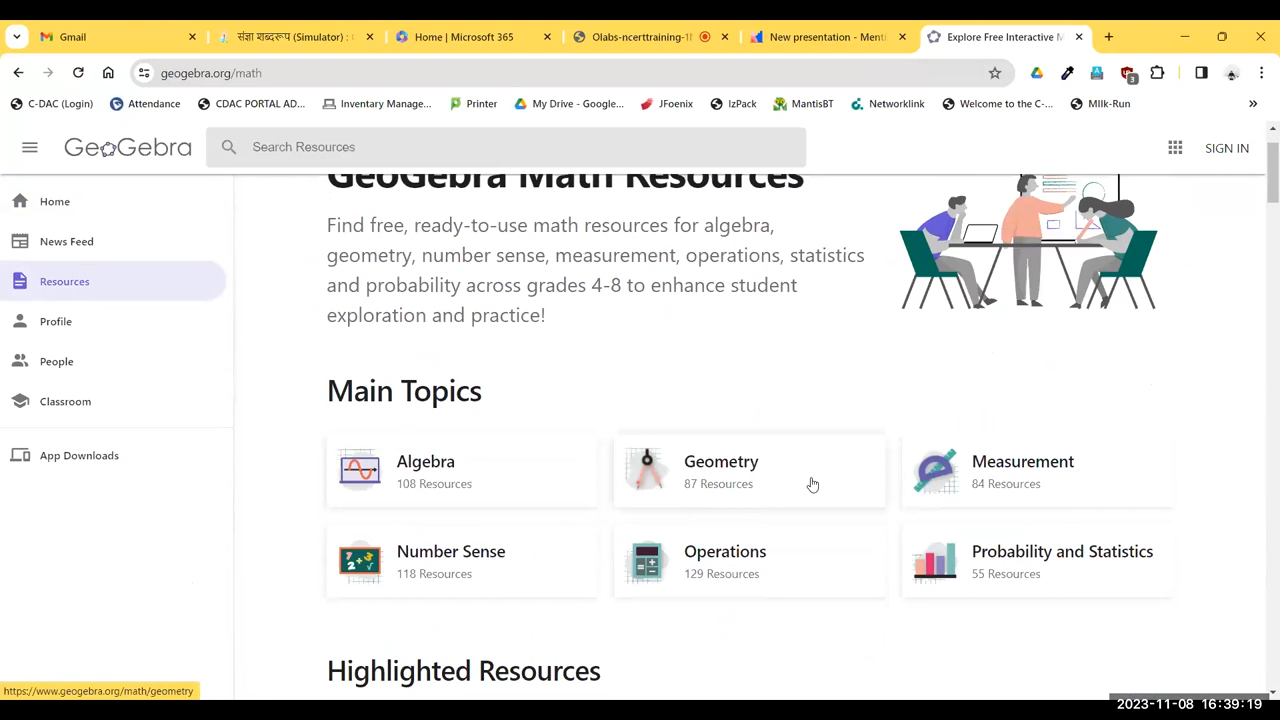 Gmail
संज्ञा शब्दरूप (Simulator) :
Home | Microsoft 365
Olabs-ncerttraining-1
New presentation - Menti
Explore Free Interactive M
geogebra.org/math
3
C-DAC (Login)
Attendance
CDAC PORTAL AD...
Inventory Manage...
Printer
My Drive - Google...
JFoenix
IzPack
MantisBT
Networklink
Welcome to the C-...
MIlk-Run
GeoGebra
Search Resources
SIGN IN
Home
News Feed
Resources
Profile
People
Classroom
App Downloads
GeoGebra Math Resources
Find free, ready-to-use math resources for algebra,
geometry, number sense, measurement, operations, statistics
and probability across grades 4-8 to enhance student
exploration and practice!
Main Topics
Algebra
108 Resources
Geometry
87 Resources
Measurement
84 Resources
Number Sense
118 Resources
Operations
129 Resources
Probability and Statistics
55 Resources
Highlighted Resources
https://www.geogebra.org/math/geometry
2023-11-08 16:39:19